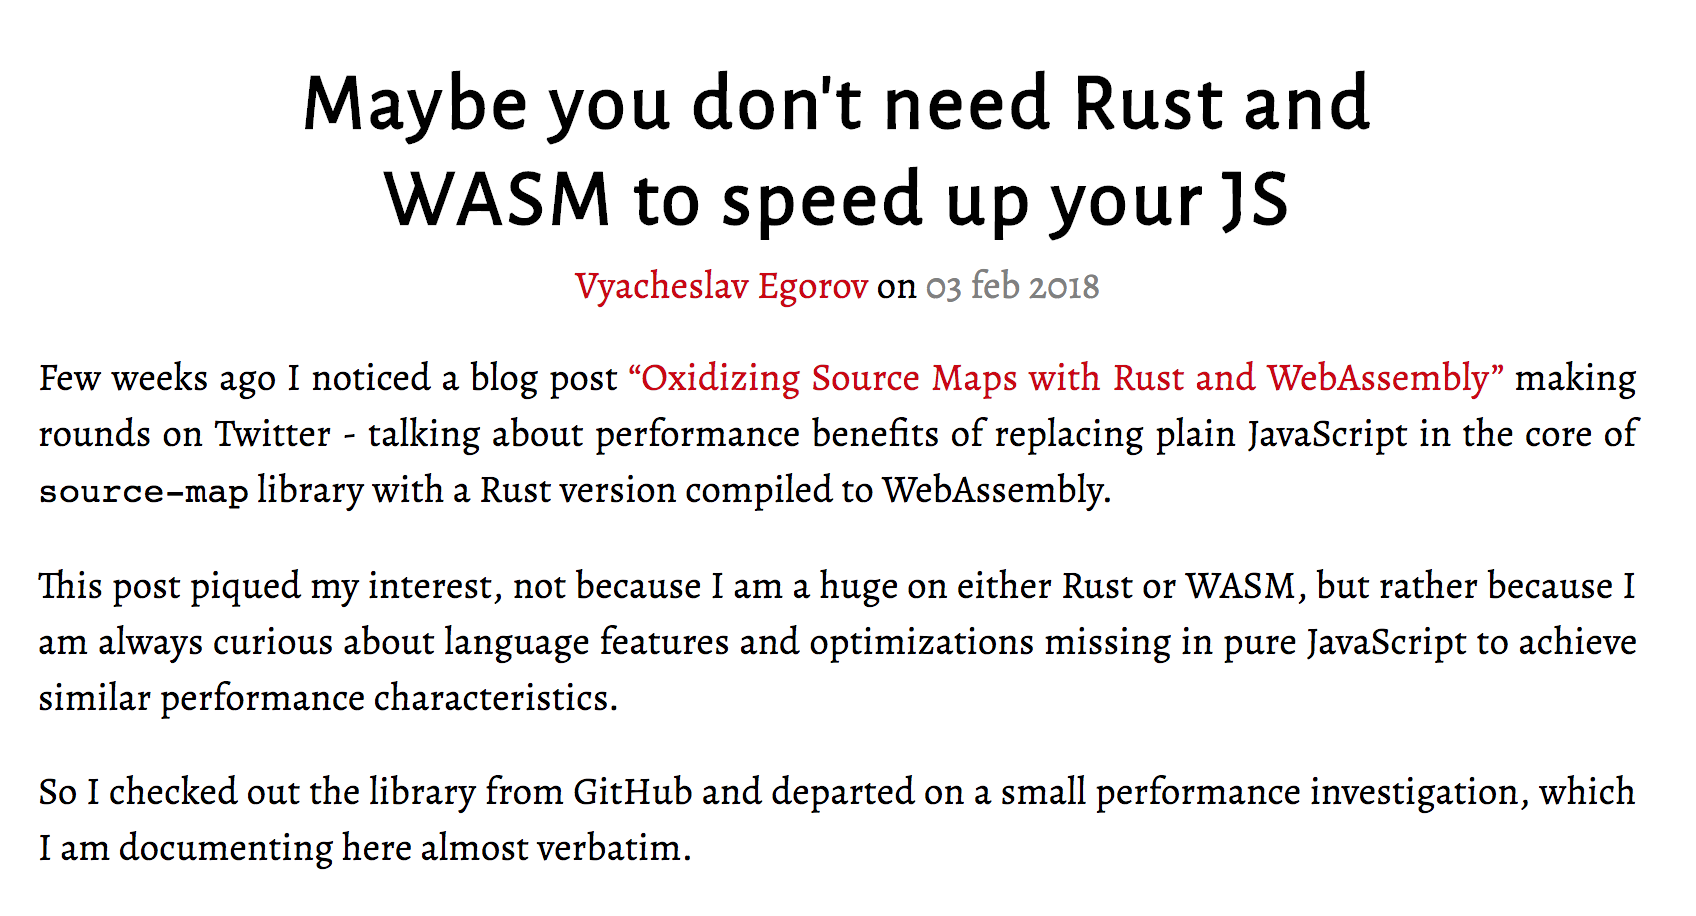 Maybe you don't need Rust and
WASM to speed up your JS
Vyacheslav Egorov on 03 feb 2018
Few weeks ago I noticed a blog post “Oxidizing Source Maps with Rust and WebAssembly” making
rounds on Twitter - talking about performance benefits of replacing plain JavaScript in the core of
source-map library with a Rust version compiled to WebAssembly.
This post piqued my interest, not because I am a huge on either Rust or WASM, but rather because I
am always curious about language features and optimizations missing in pure JavaScript to achieve
similar performance characteristics.
So I checked out the library from GitHub and departed on a small performance investigation, which
I am documenting here almost verbatim.